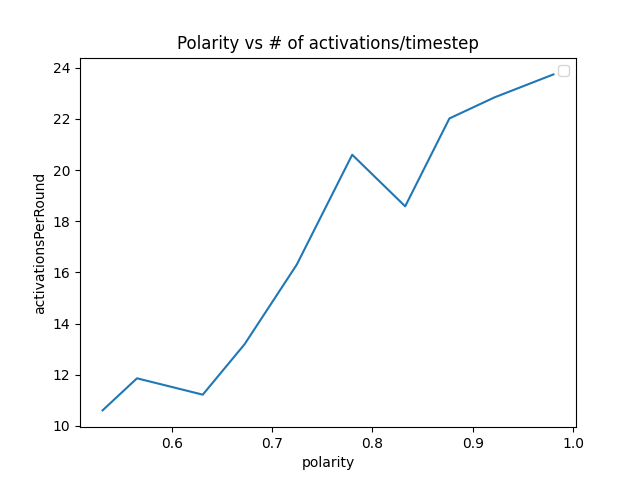 Polarity vs # of activations/timestep
24
22
20
18
16
14
12
10
activationsPerRound
0.6 0.7 0.8 0.9 1.0
polarity